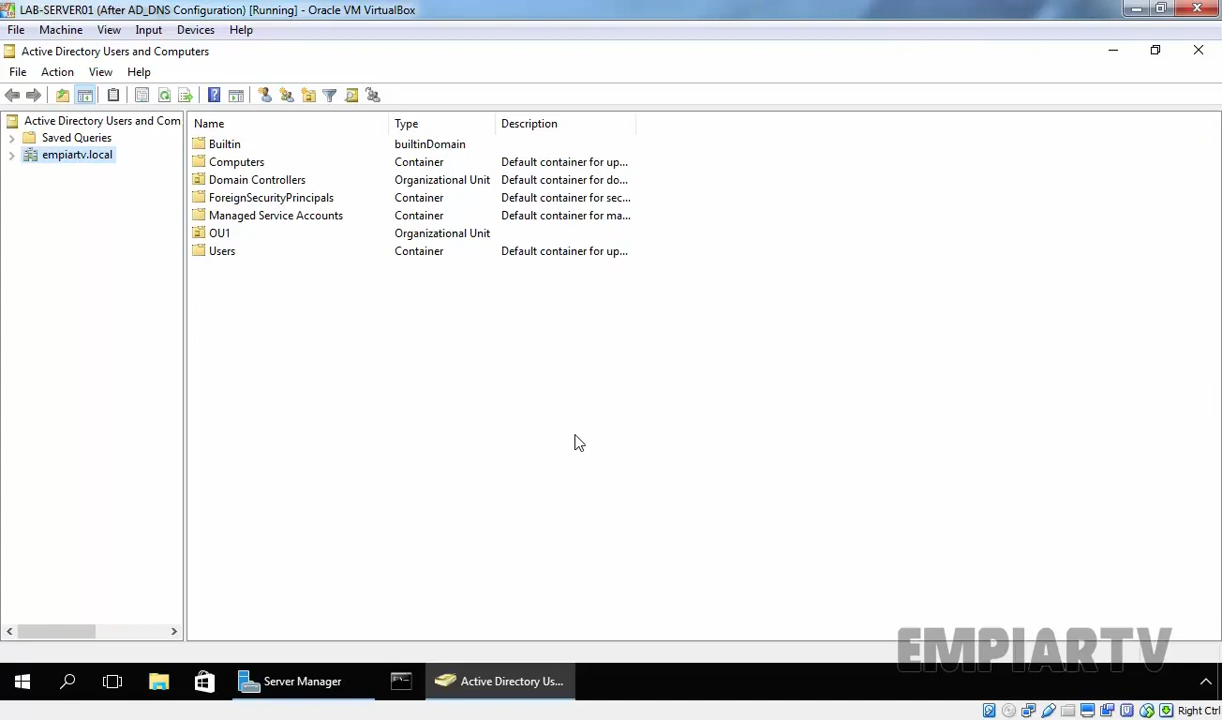 LAB-SERVER01 (After AD_DNS Configuration) [Running] - Oracle VM VirtualBox
File Machine View Input Devices Help
Active Directory Users and Computers
File Action View Help
Active Directory Users and Com
Saved Queries
empiartv.local
Name Type Description
Builtin builtinDomain
Computers Container Default container for up...
Domain Controllers Organizational Unit Default container for do...
ForeignSecurityPrincipals Container Default container for sec...
Managed Service Accounts Container Default container for ma...
OU1 Organizational Unit
Users Container Default container for up...
EMPIARTV
Server Manager
Active Directory Us...
Right Ctrl